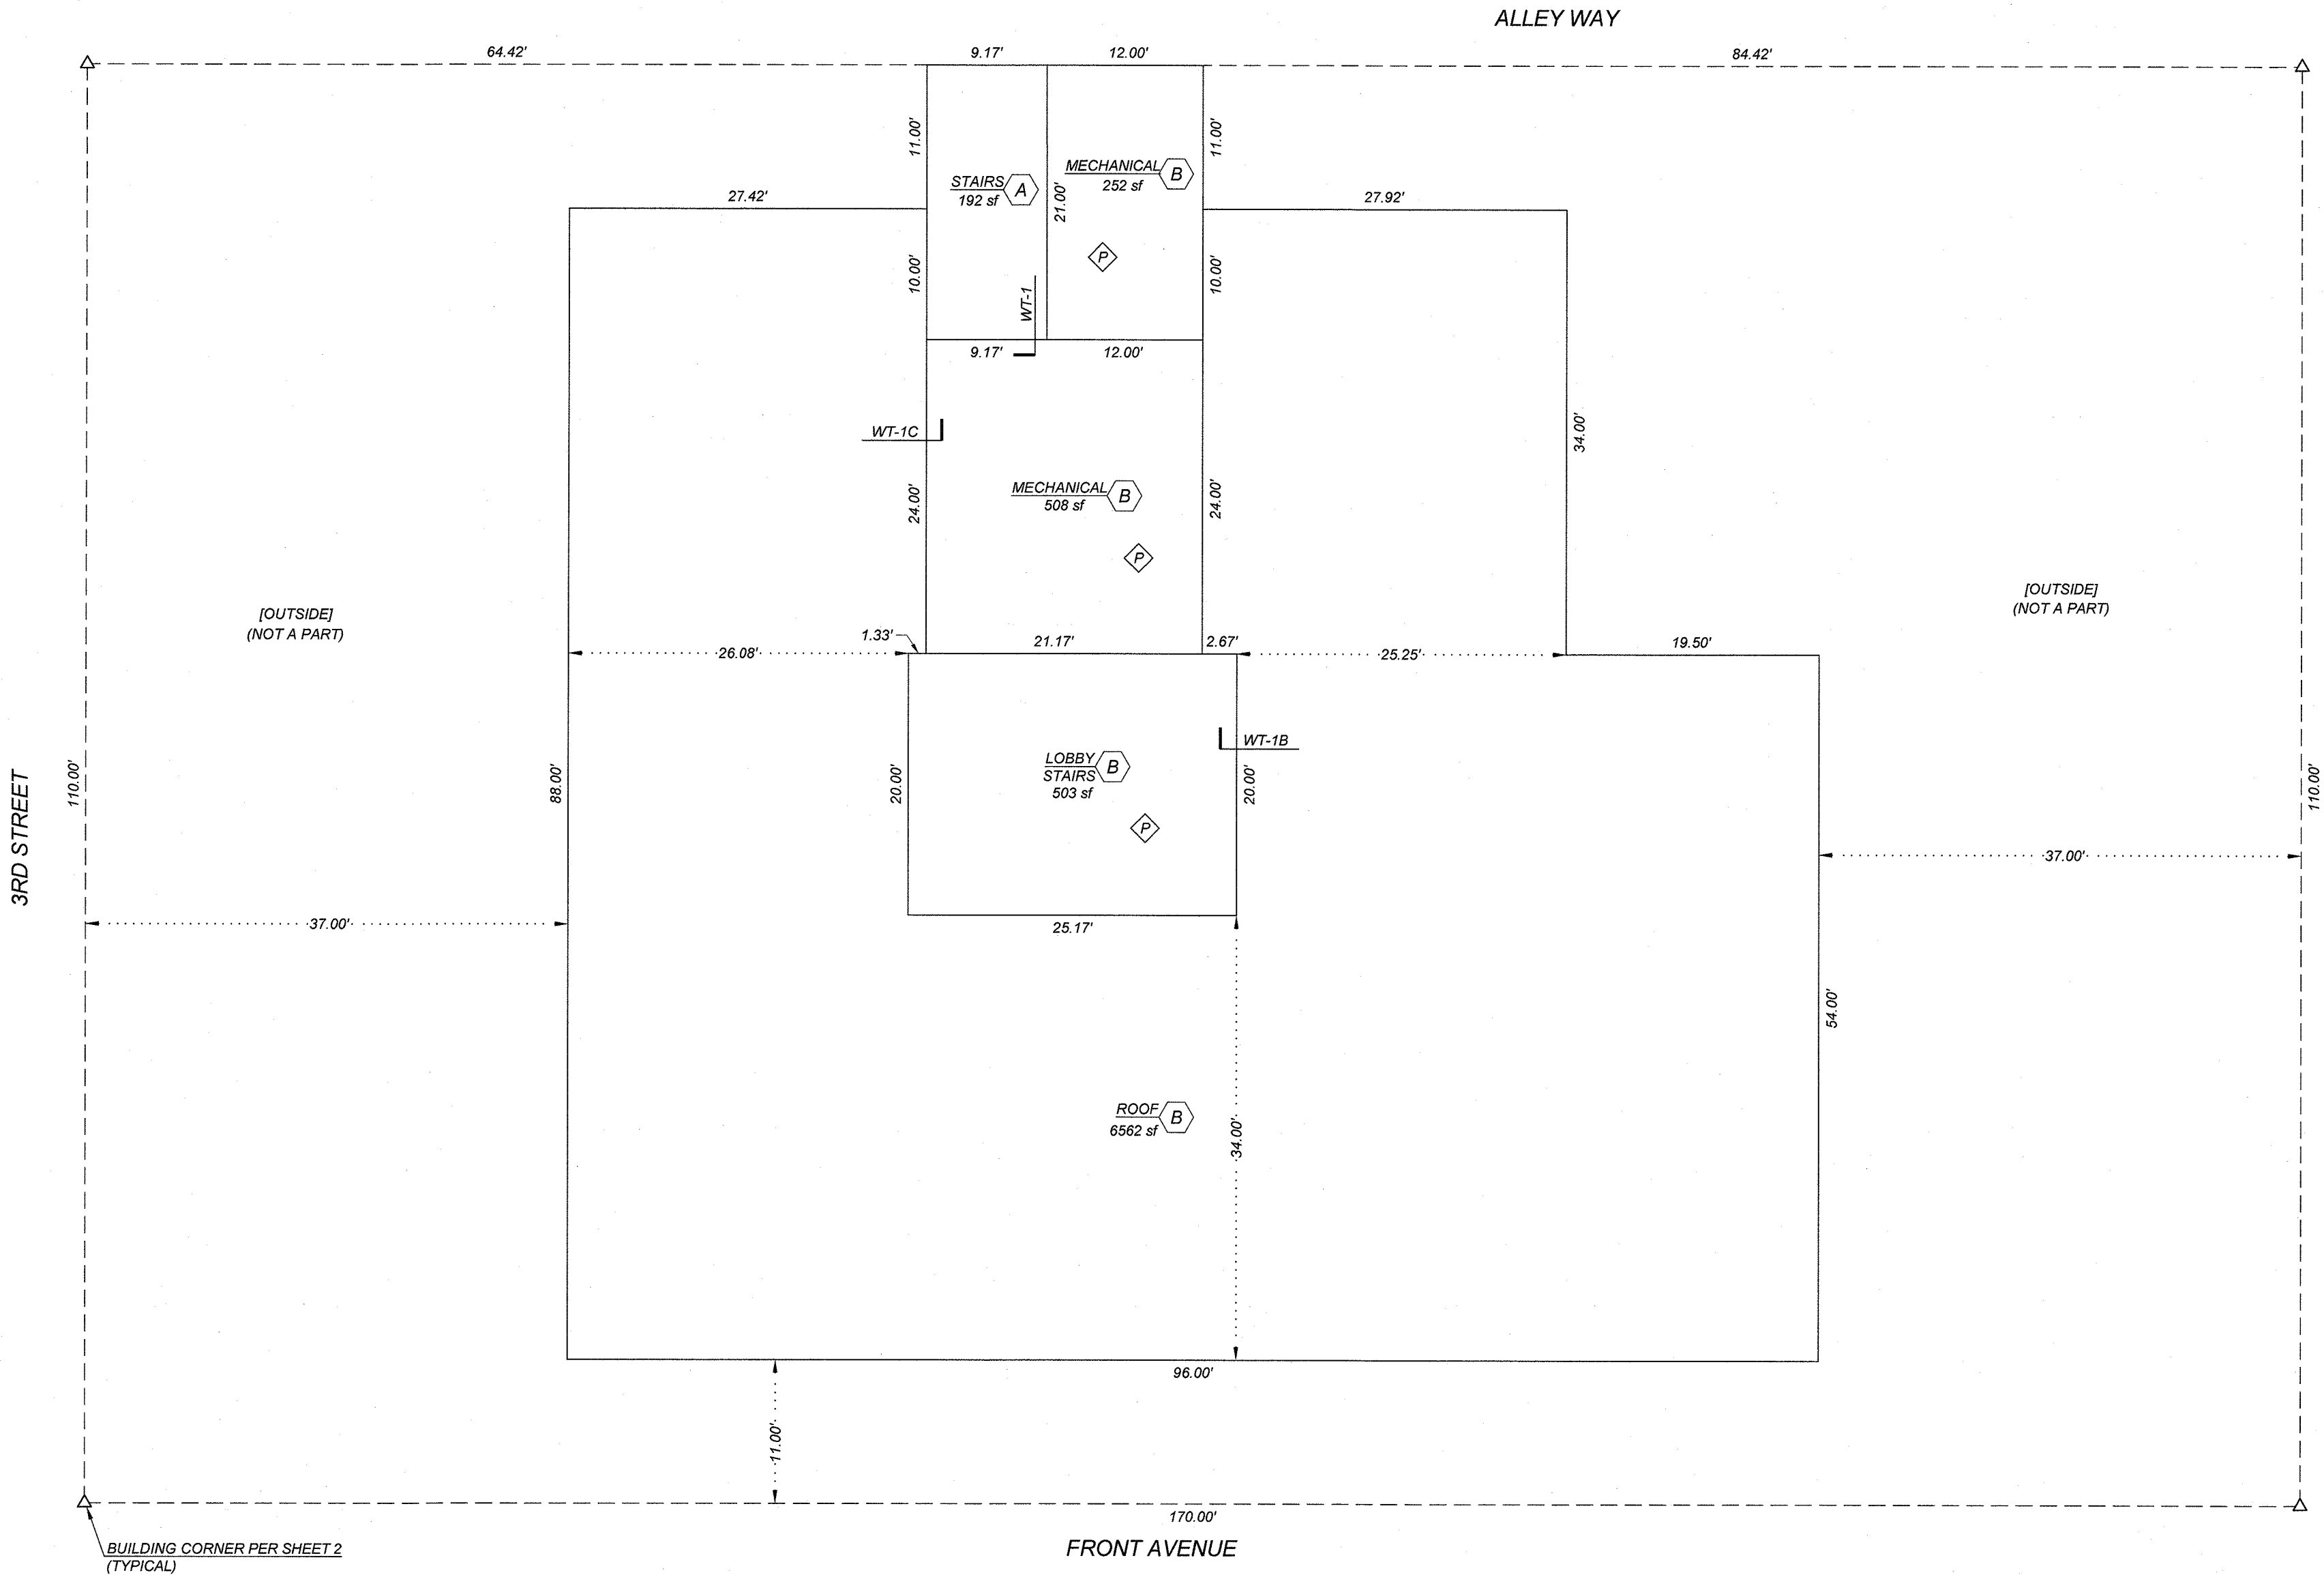 ALLEY WAY
64.42'
9.17'
12.00'
84.42'
11.00'
11.00'
MECHANICAL B
252 sf
STAIRS A
192 sf
21.00'
27.42'
27.92'
P
10.00'
10.00'
WT-1
9.17'
12.00'
WT-1C
34.00'
MECHANICAL B
508 sf
24.00'
24.00'
P
[OUTSIDE]
(NOT A PART)
[OUTSIDE]
(NOT A PART)
1.33'
21.17'
2.67'
26.08'
25.25'
19.50'
WT-1B
LOBBY B
STAIRS
503 sf
3RD STREET
110.00'
88.00'
20.00'
20.00'
110.00'
P
37.00'
37.00'
25.17'
54.00'
ROOF B
6562 sf
34.00'
96.00'
11.00'
170.00'
BUILDING CORNER PER SHEET 2
(TYPICAL)
FRONT AVENUE